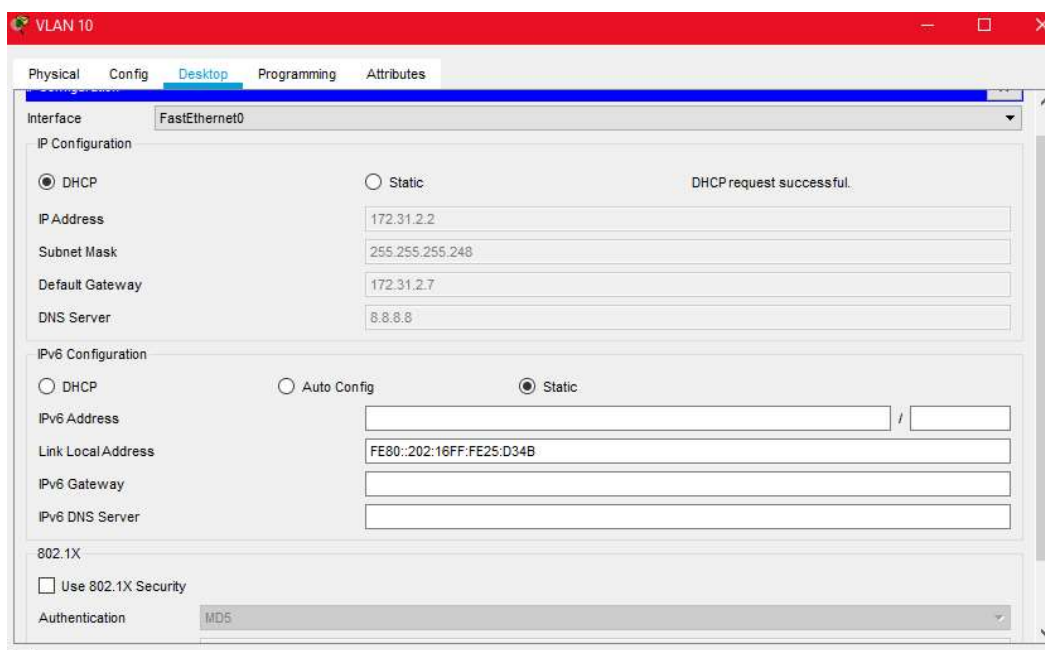 VLAN 10
Physical Config Desktop Programming Attributes
Interface FastEthernet0
IP Configuration
DHCP Static DHCP request successful.
IP Address 172.31.2.2
Subnet Mask 255.255.255.248
Default Gateway 172.31.2.7
DNS Server 8.8.8.8
IPv6 Configuration
DHCP Auto Config Static
IPv6 Address /
Link Local Address FE80::202:16FF:FE25:D34B
IPv6 Gateway
IPv6 DNS Server
802.1X
Use 802.1X Security
Authentication MD5